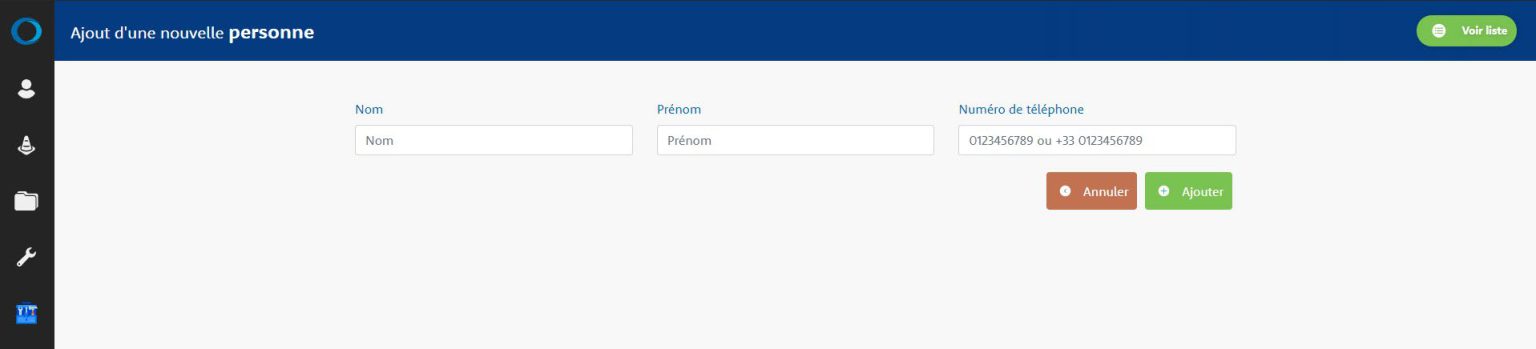 Ajout d'une nouvelle personne
Voir liste
Nom
Prénom
Numéro de téléphone
Nom
Prénom
0123456789 ou +33 0123456789
Annuler
Ajouter